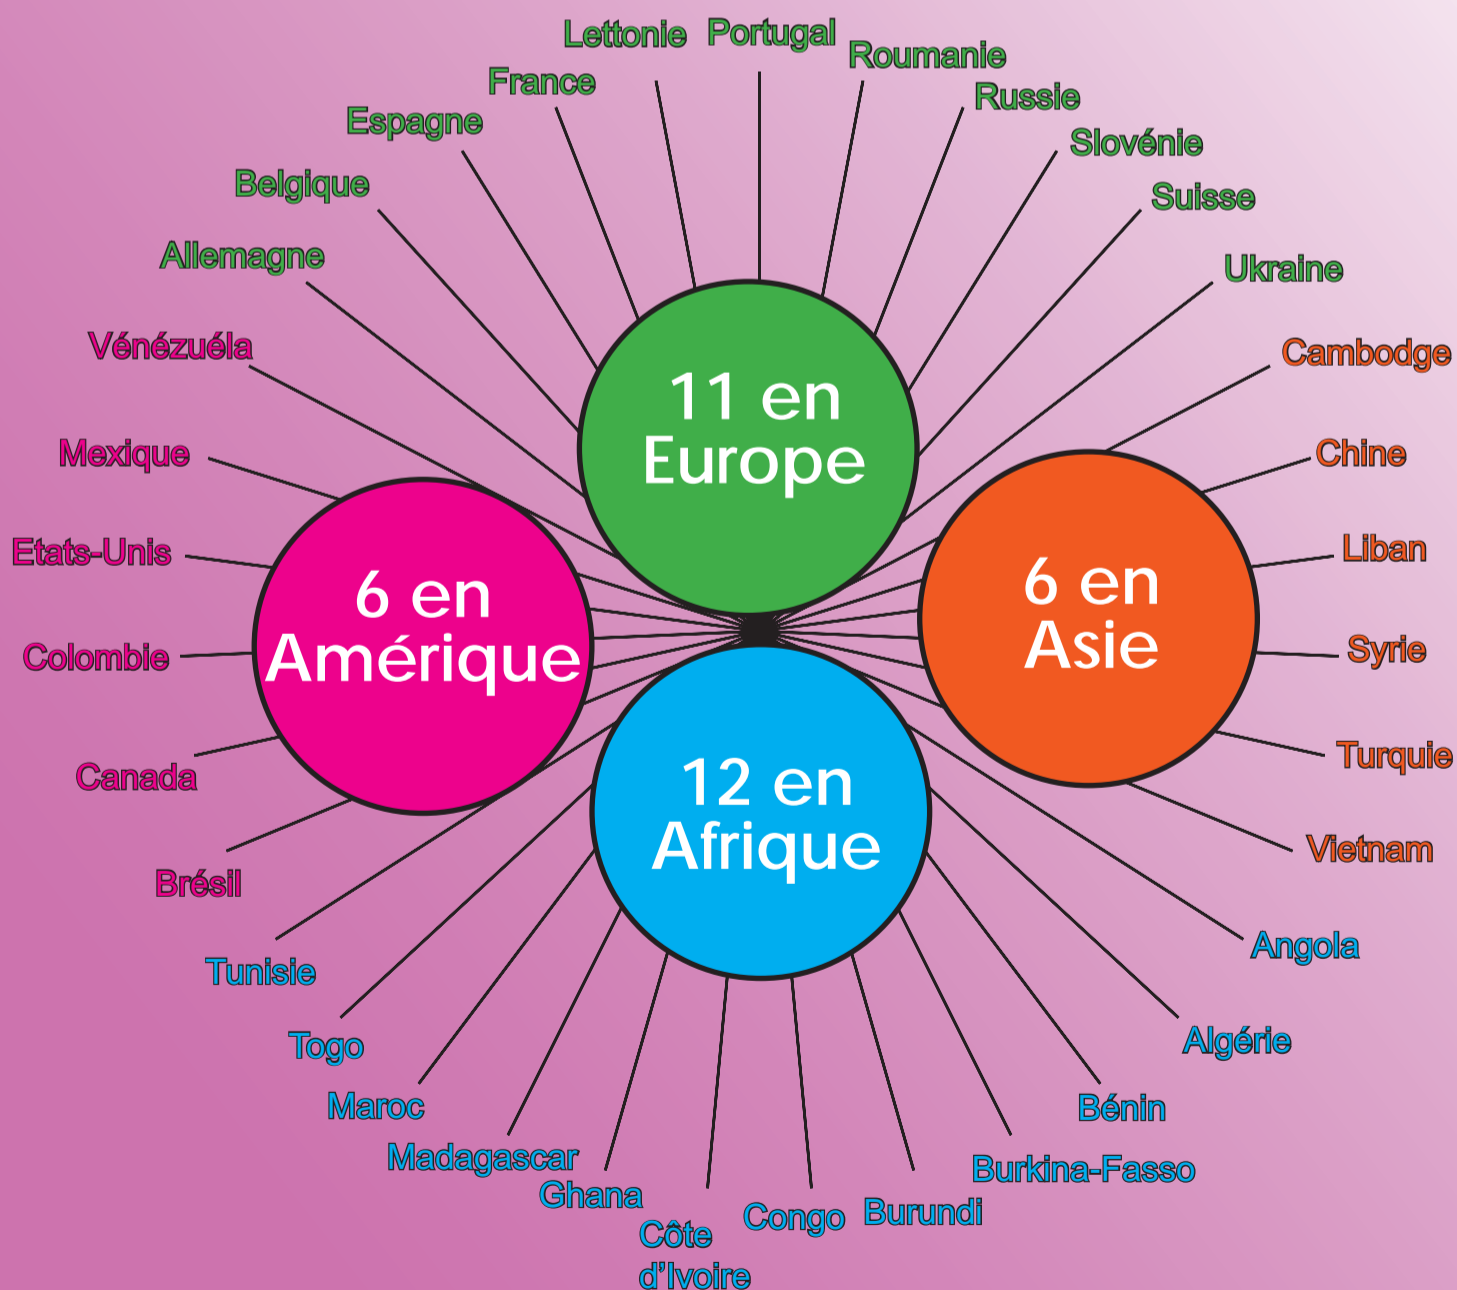 Lettonie
Portugal
Roumanie
France
Russie
Espagne
Slovénie
Belgique
Suisse
Allemagne
Ukraine
Vénézuéla
Cambodge
11 en
Europe
Mexique
Chine
Etats-Unis
Liban
6 en
Amérique
6 en
Asie
Colombie
Syrie
Canada
Turquie
12 en
Afrique
Brésil
Vietnam
Tunisie
Angola
Togo
Algérie
Maroc
Bénin
Madagascar
Burkina-Fasso
Ghana
Côte
d'Ivoire
Congo
Burundi